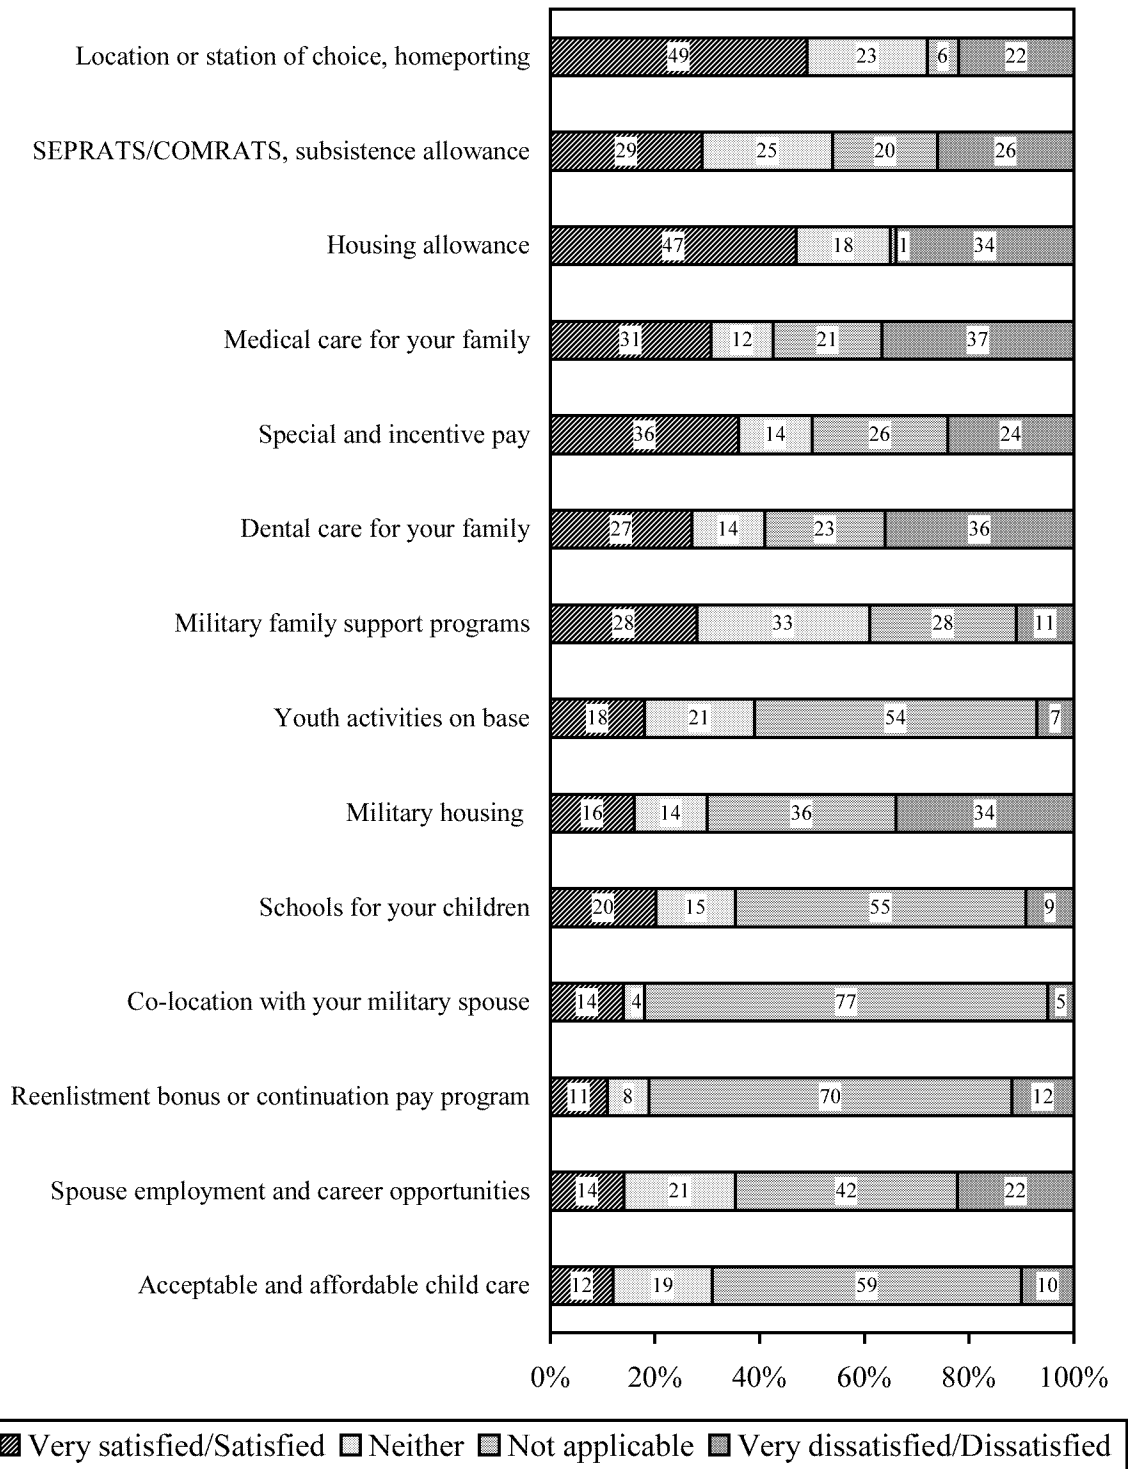 Location or station of choice, homeporting 49 23 6 22
SEPRATS/COMRATS, subsistence allowance 29 25 20 26
Housing allowance 47 18 1 34
Medical care for your family 31 12 21 37
Special and incentive pay 36 14 26 24
Dental care for your family 27 14 23 36
Military family support programs 28 33 28 11
Youth activities on base 18 21 54 7
Military housing 16 14 36 34
Schools for your children 20 15 55 9
Co-location with your military spouse 14 4 77 5
Reenlistment bonus or continuation pay program 11 8 70 12
Spouse employment and career opportunities 14 21 42 22
Acceptable and affordable child care 12 19 59 10
0% 20% 40% 60% 80% 100%
Very satisfied/Satisfied Neither Not applicable Very dissatisfied/Dissatisfied